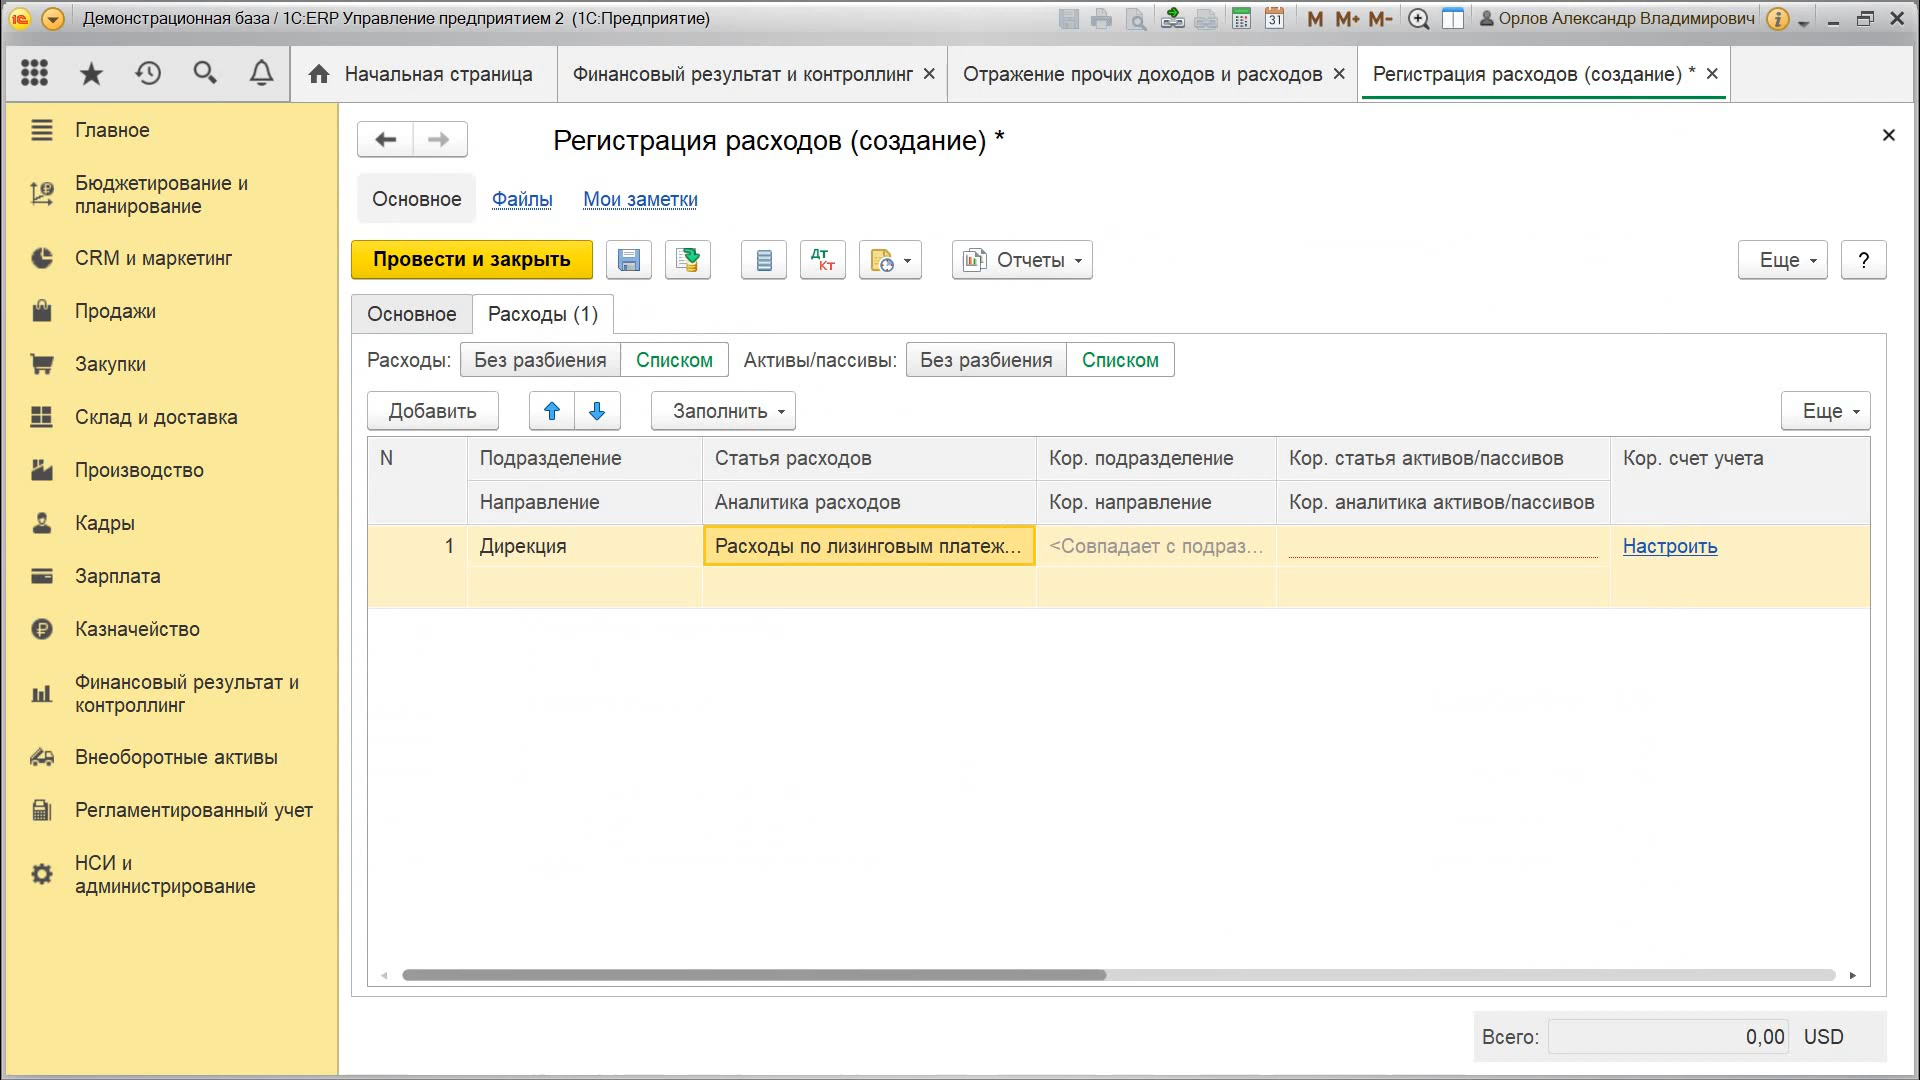 Демонстрационная база / 1С:ERP Управление предприятием 2 (1С:Предприятие)
M M+ M-
Орлов Александр Владимирович
Начальная страница
Финансовый результат и контроллинг
Отражение прочих доходов и расходов
Регистрация расходов (создание) *
Главное
Бюджетирование и
планирование
CRM и маркетинг
Продажи
Закупки
Склад и доставка
Производство
Кадры
Зарплата
Казначейство
Финансовый результат и
контроллинг
Внеоборотные активы
Регламентированный учет
НСИ и
администрирование
Регистрация расходов (создание) *
Основное Файлы Мои заметки
Провести и закрыть Дт Кт Отчеты Еще ?
Основное Расходы (1)
Расходы: Без разбиения Списком Активы/пассивы: Без разбиения Списком
Добавить Заполнить Еще
N Подразделение Статья расходов Кор. подразделение Кор. статья активов/пассивов Кор. счет учета
Направление Аналитика расходов Кор. направление Кор. аналитика активов/пассивов
1 Дирекция Расходы по лизинговым платеж... <Совпадает с подраз... Настроить
Всего: 0,00 USD